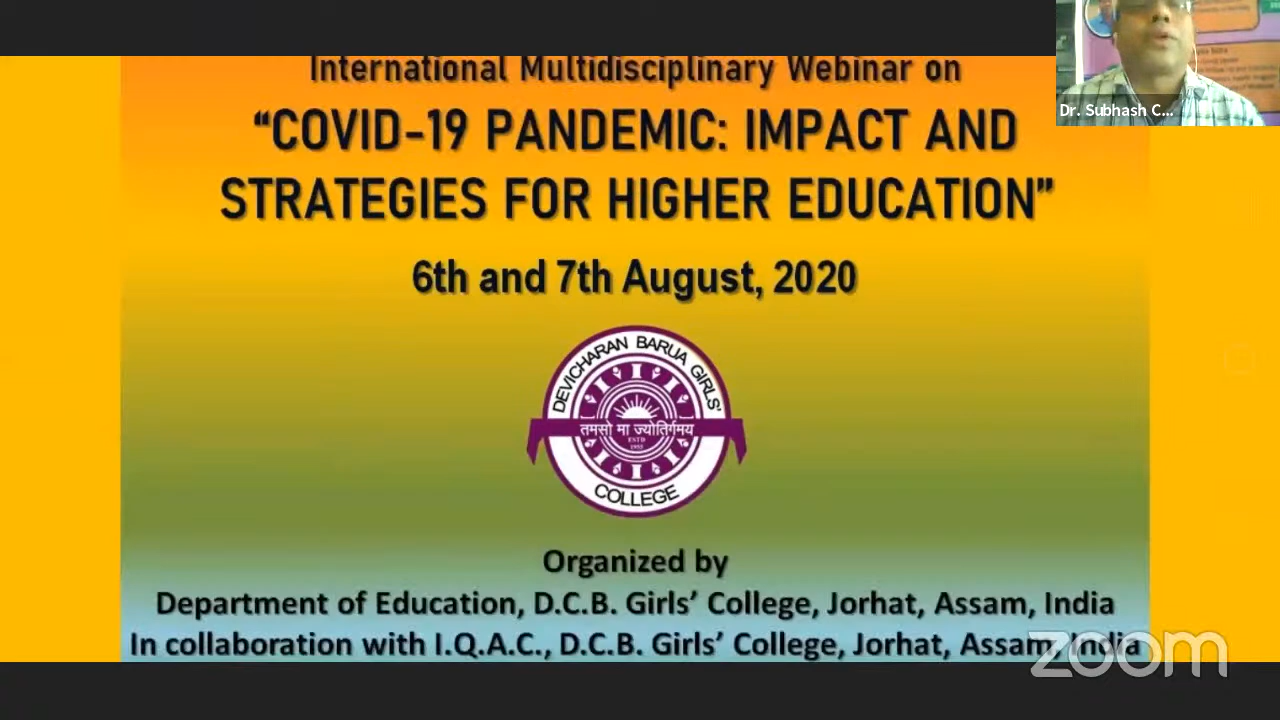 International Multidisciplinary Webinar on
“COVID-19 PANDEMIC: IMPACT AND
STRATEGIES FOR HIGHER EDUCATION”
6th and 7th August, 2020
DEVICHARAN BARUA GIRLS'
तमसो मा ज्योतिर्गमय
ESTD
1955
COLLEGE
Organized by
Department of Education, D.C.B. Girls’ College, Jorhat, Assam, India
In collaboration with I.Q.A.C., D.C.B. Girls’ College, Jorhat, Assam, India
Dr. Subhash C...
zoom